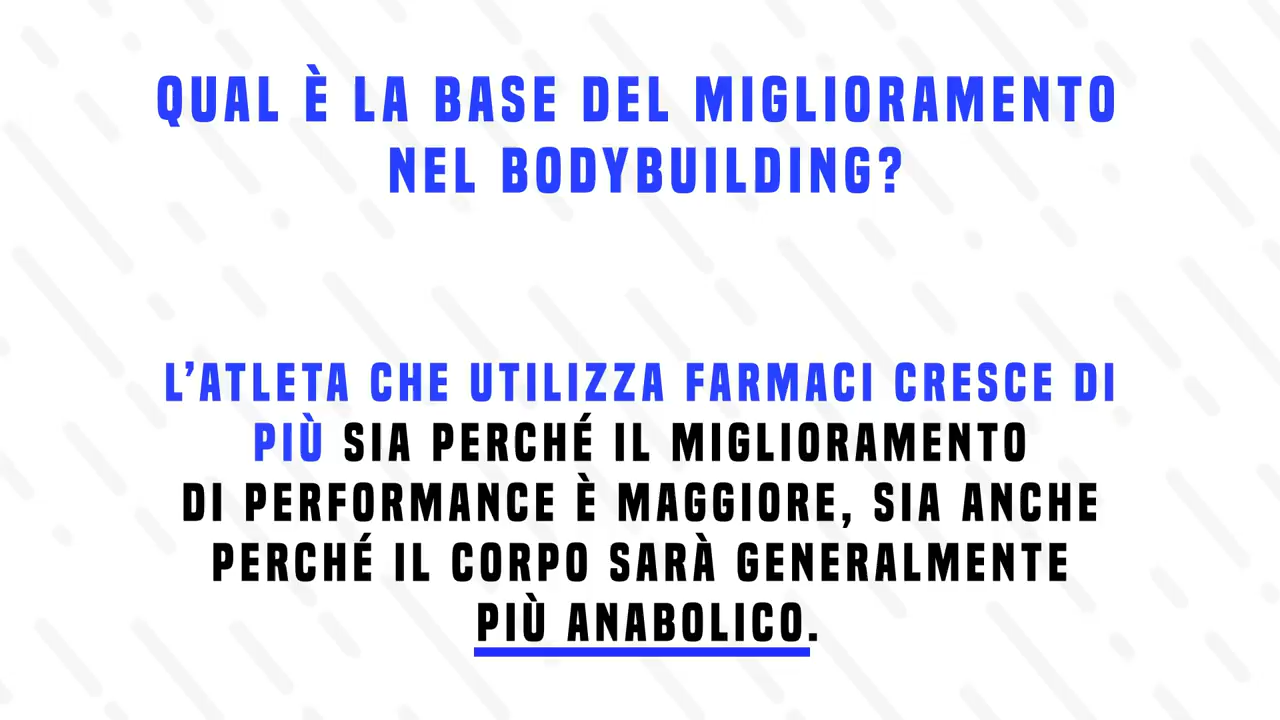 QUAL È LA BASE DEL MIGLIORAMENTO
NEL BODYBUILDING?
L'ATLETA CHE UTILIZZA FARMACI CRESCE DI
PIÙ SIA PERCHÉ IL MIGLIORAMENTO
DI PERFORMANCE È MAGGIORE, SIA ANCHE
PERCHÉ IL CORPO SARÀ GENERALMENTE
PIÙ ANABOLICO.